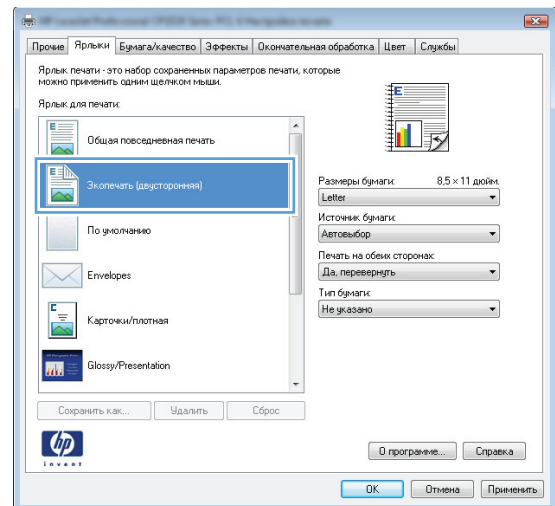 Прочие Ярлыки Бумага/качество Эффекты Окончательная обработка Цвет Службы
Ярлык печати - это набор сохраненных параметров печати, которые
можно применить одним щелчком мыши.
Ярлык для печати:
Общая повседневная печать
Экопечать (двусторонняя)
По умолчанию
Envelopes
Карточки/плотная
Glossy/Presentation
Сохранить как... Удалить Сброс
E
Размеры бумаги: 8,5 × 11 дюйм.
Letter
Источник бумаги:
Автовыбор
Печать на обеих сторонах:
Да, перевернуть
Тип бумаги:
Не указано
hp
invent
О программе... Справка
OK Отмена Применить